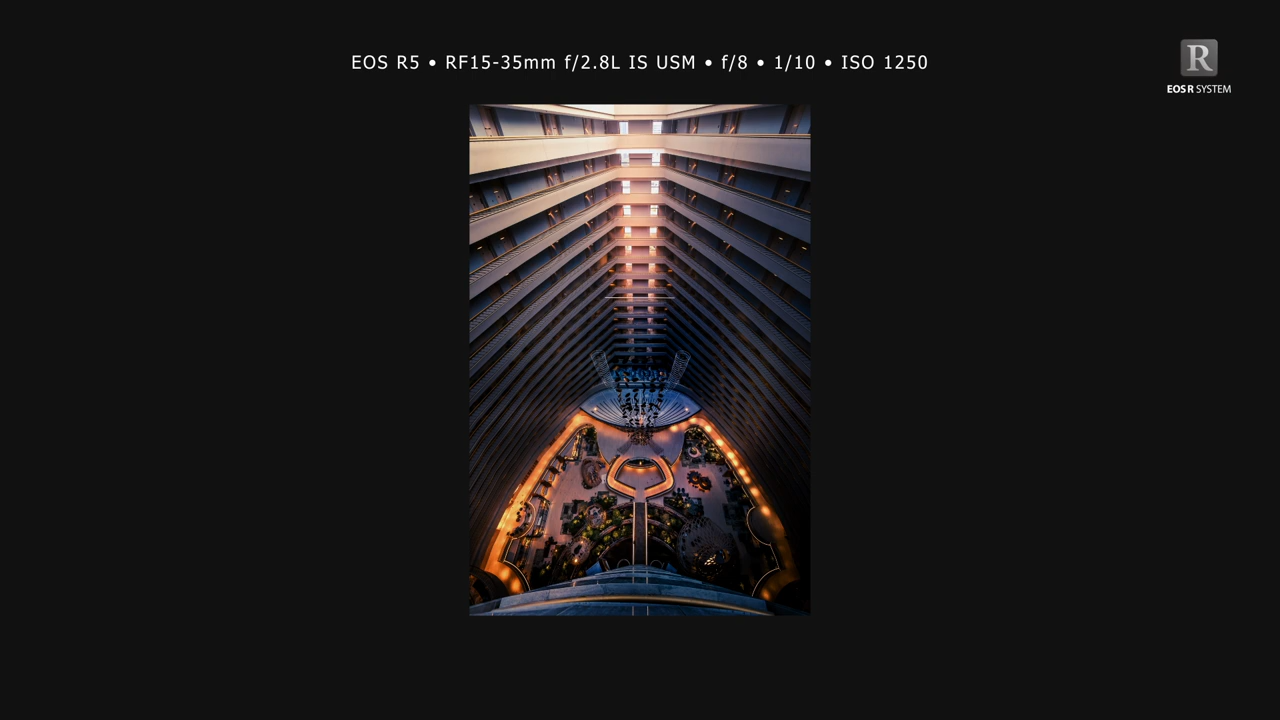 EOS R5 • RF15-35mm f/2.8L IS USM • f/8 • 1/10 • ISO 1250
R
EOS R SYSTEM